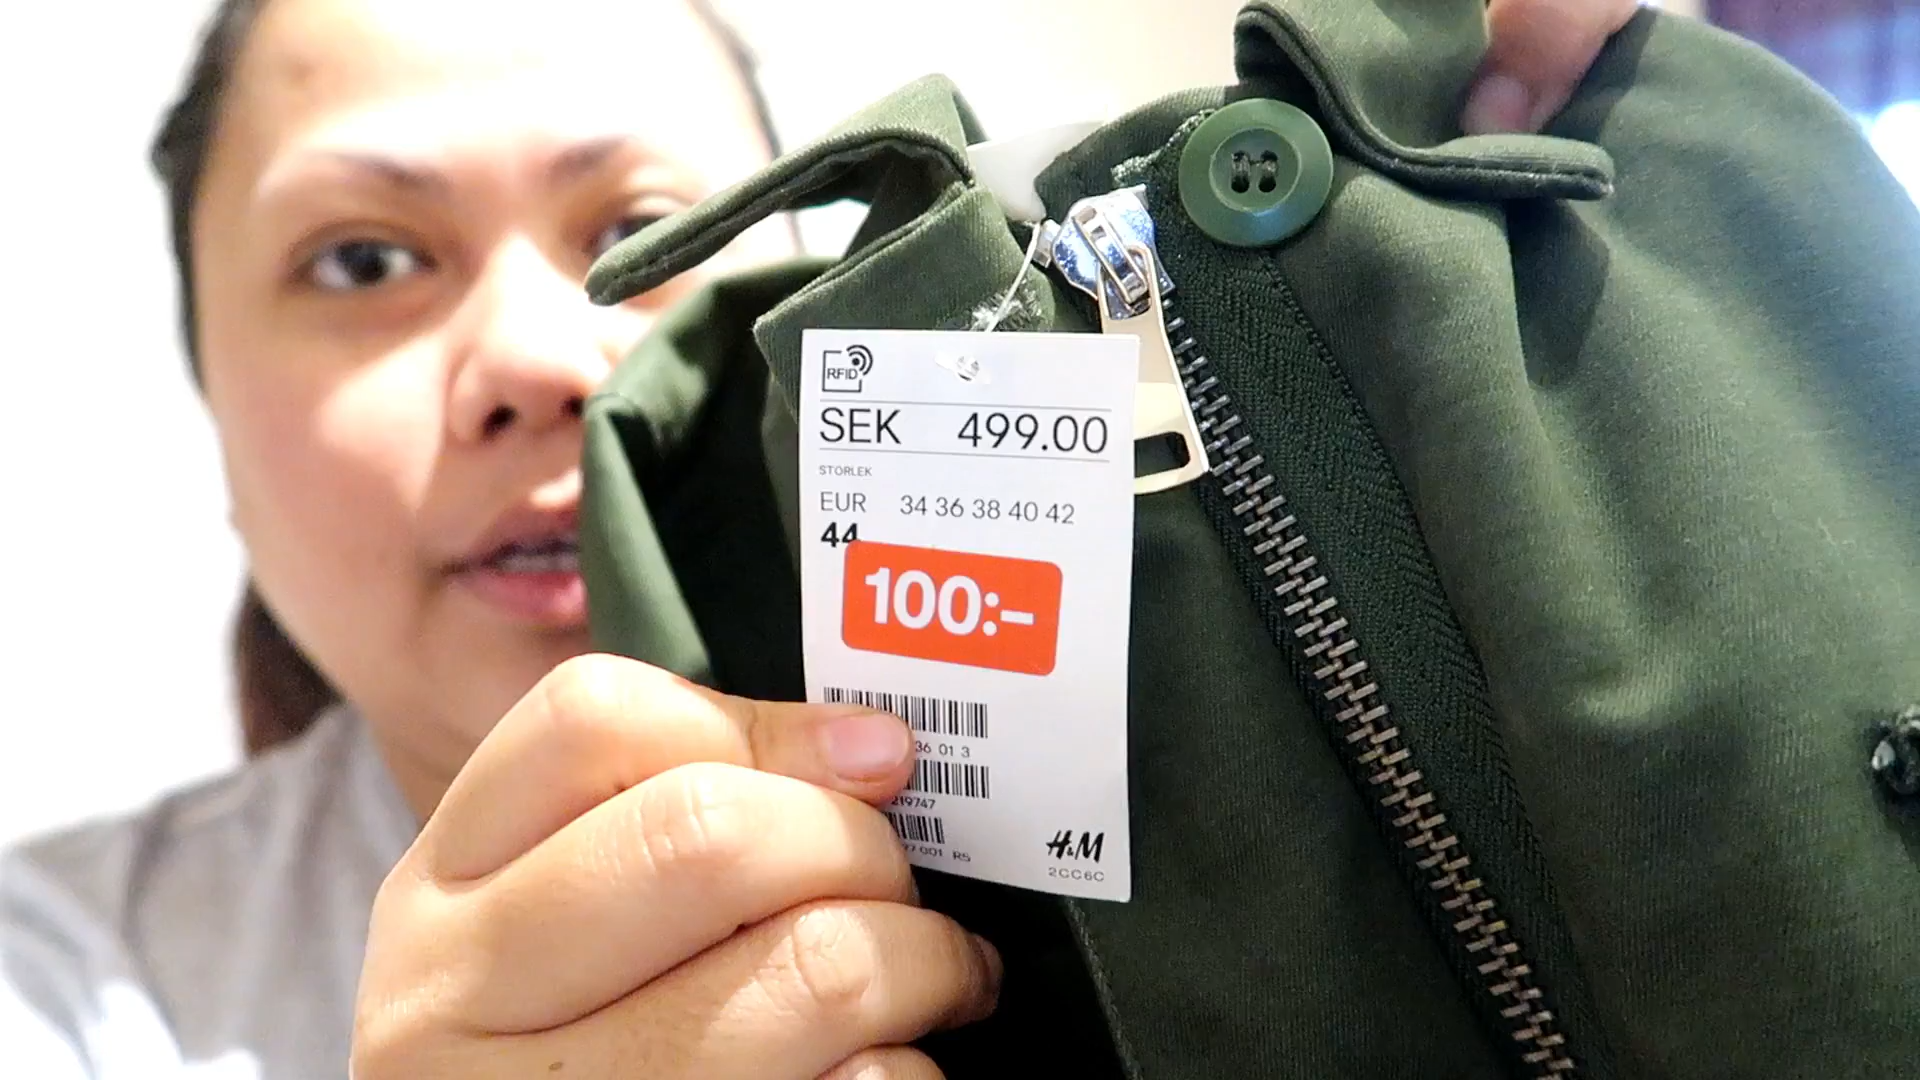 RFID
SEK 499.00
STORLEK
EUR 34 36 38 40 42
44
100:-
36 01 3
219747
97 001 R5
H&M
2CC6C